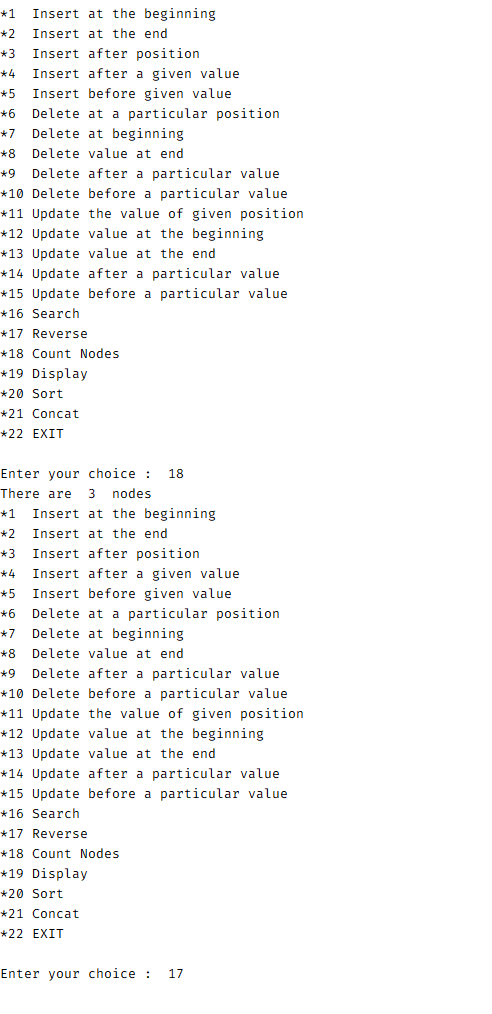 *1  Insert at the beginning
*2  Insert at the end
*3  Insert after position
*4  Insert after a given value
*5  Insert before given value
*6  Delete at a particular position
*7  Delete at beginning
*8  Delete value at end
*9  Delete after a particular value
*10 Delete before a particular value
*11 Update the value of given position
*12 Update value at the beginning
*13 Update value at the end
*14 Update after a particular value
*15 Update before a particular value
*16 Search
*17 Reverse
*18 Count Nodes
*19 Display
*20 Sort
*21 Concat
*22 EXIT

Enter your choice :  18
There are  3  nodes
*1  Insert at the beginning
*2  Insert at the end
*3  Insert after position
*4  Insert after a given value
*5  Insert before given value
*6  Delete at a particular position
*7  Delete at beginning
*8  Delete value at end
*9  Delete after a particular value
*10 Delete before a particular value
*11 Update the value of given position
*12 Update value at the beginning
*13 Update value at the end
*14 Update after a particular value
*15 Update before a particular value
*16 Search
*17 Reverse
*18 Count Nodes
*19 Display
*20 Sort
*21 Concat
*22 EXIT

Enter your choice :  17